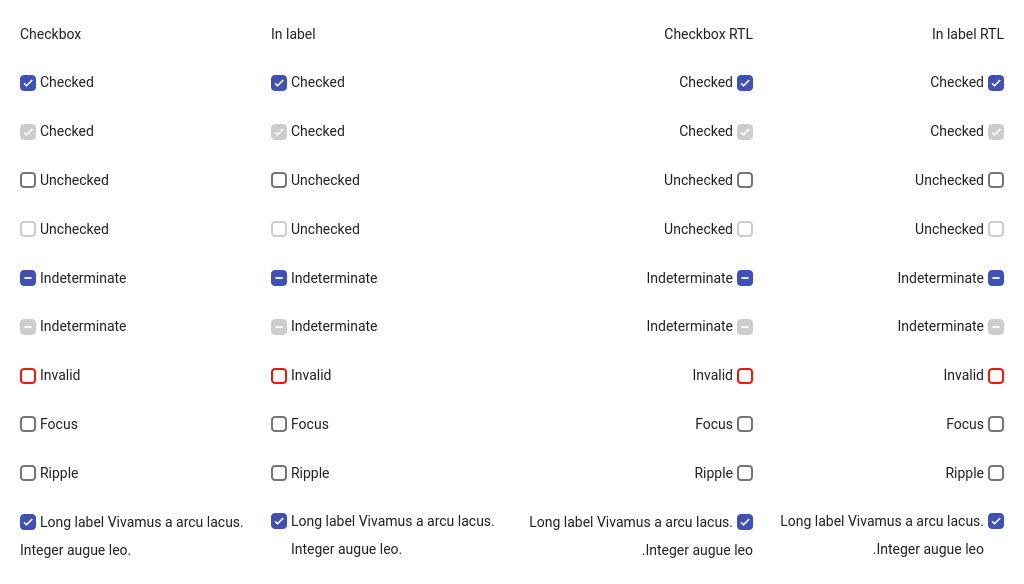 Checkbox In label Checkbox RTL In label RTL
Checked Checked Checked Checked
Checked Checked Checked Checked
Unchecked Unchecked Unchecked Unchecked
Unchecked Unchecked Unchecked Unchecked
Indeterminate Indeterminate Indeterminate Indeterminate
Indeterminate Indeterminate Indeterminate Indeterminate
Invalid Invalid Invalid Invalid
Focus Focus Focus Focus
Ripple Ripple Ripple Ripple
Long label Vivamus a arcu lacus. Long label Vivamus a arcu lacus. Long label Vivamus a arcu lacus. Long label Vivamus a arcu lacus.
Integer augue leo. Integer augue leo. .Integer augue leo .Integer augue leo